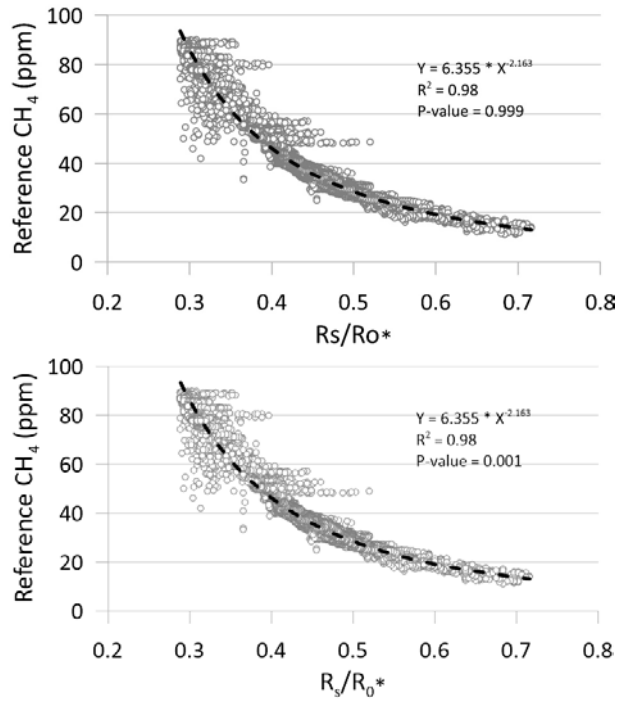 100
80
60
40
20
0
Reference CH₄ (ppm)
Y = 6.355 * X⁻²·¹⁶³
R² = 0.98
P-value = 0.999
0.2 0.3 0.4 0.5 0.6 0.7 0.8
Rs/Ro*
100
80
60
40
20
0
Reference CH₄ (ppm)
Y = 6.355 * X⁻²·¹⁶³
R² = 0.98
P-value = 0.001
0.2 0.3 0.4 0.5 0.6 0.7 0.8
Rₛ/R₀*